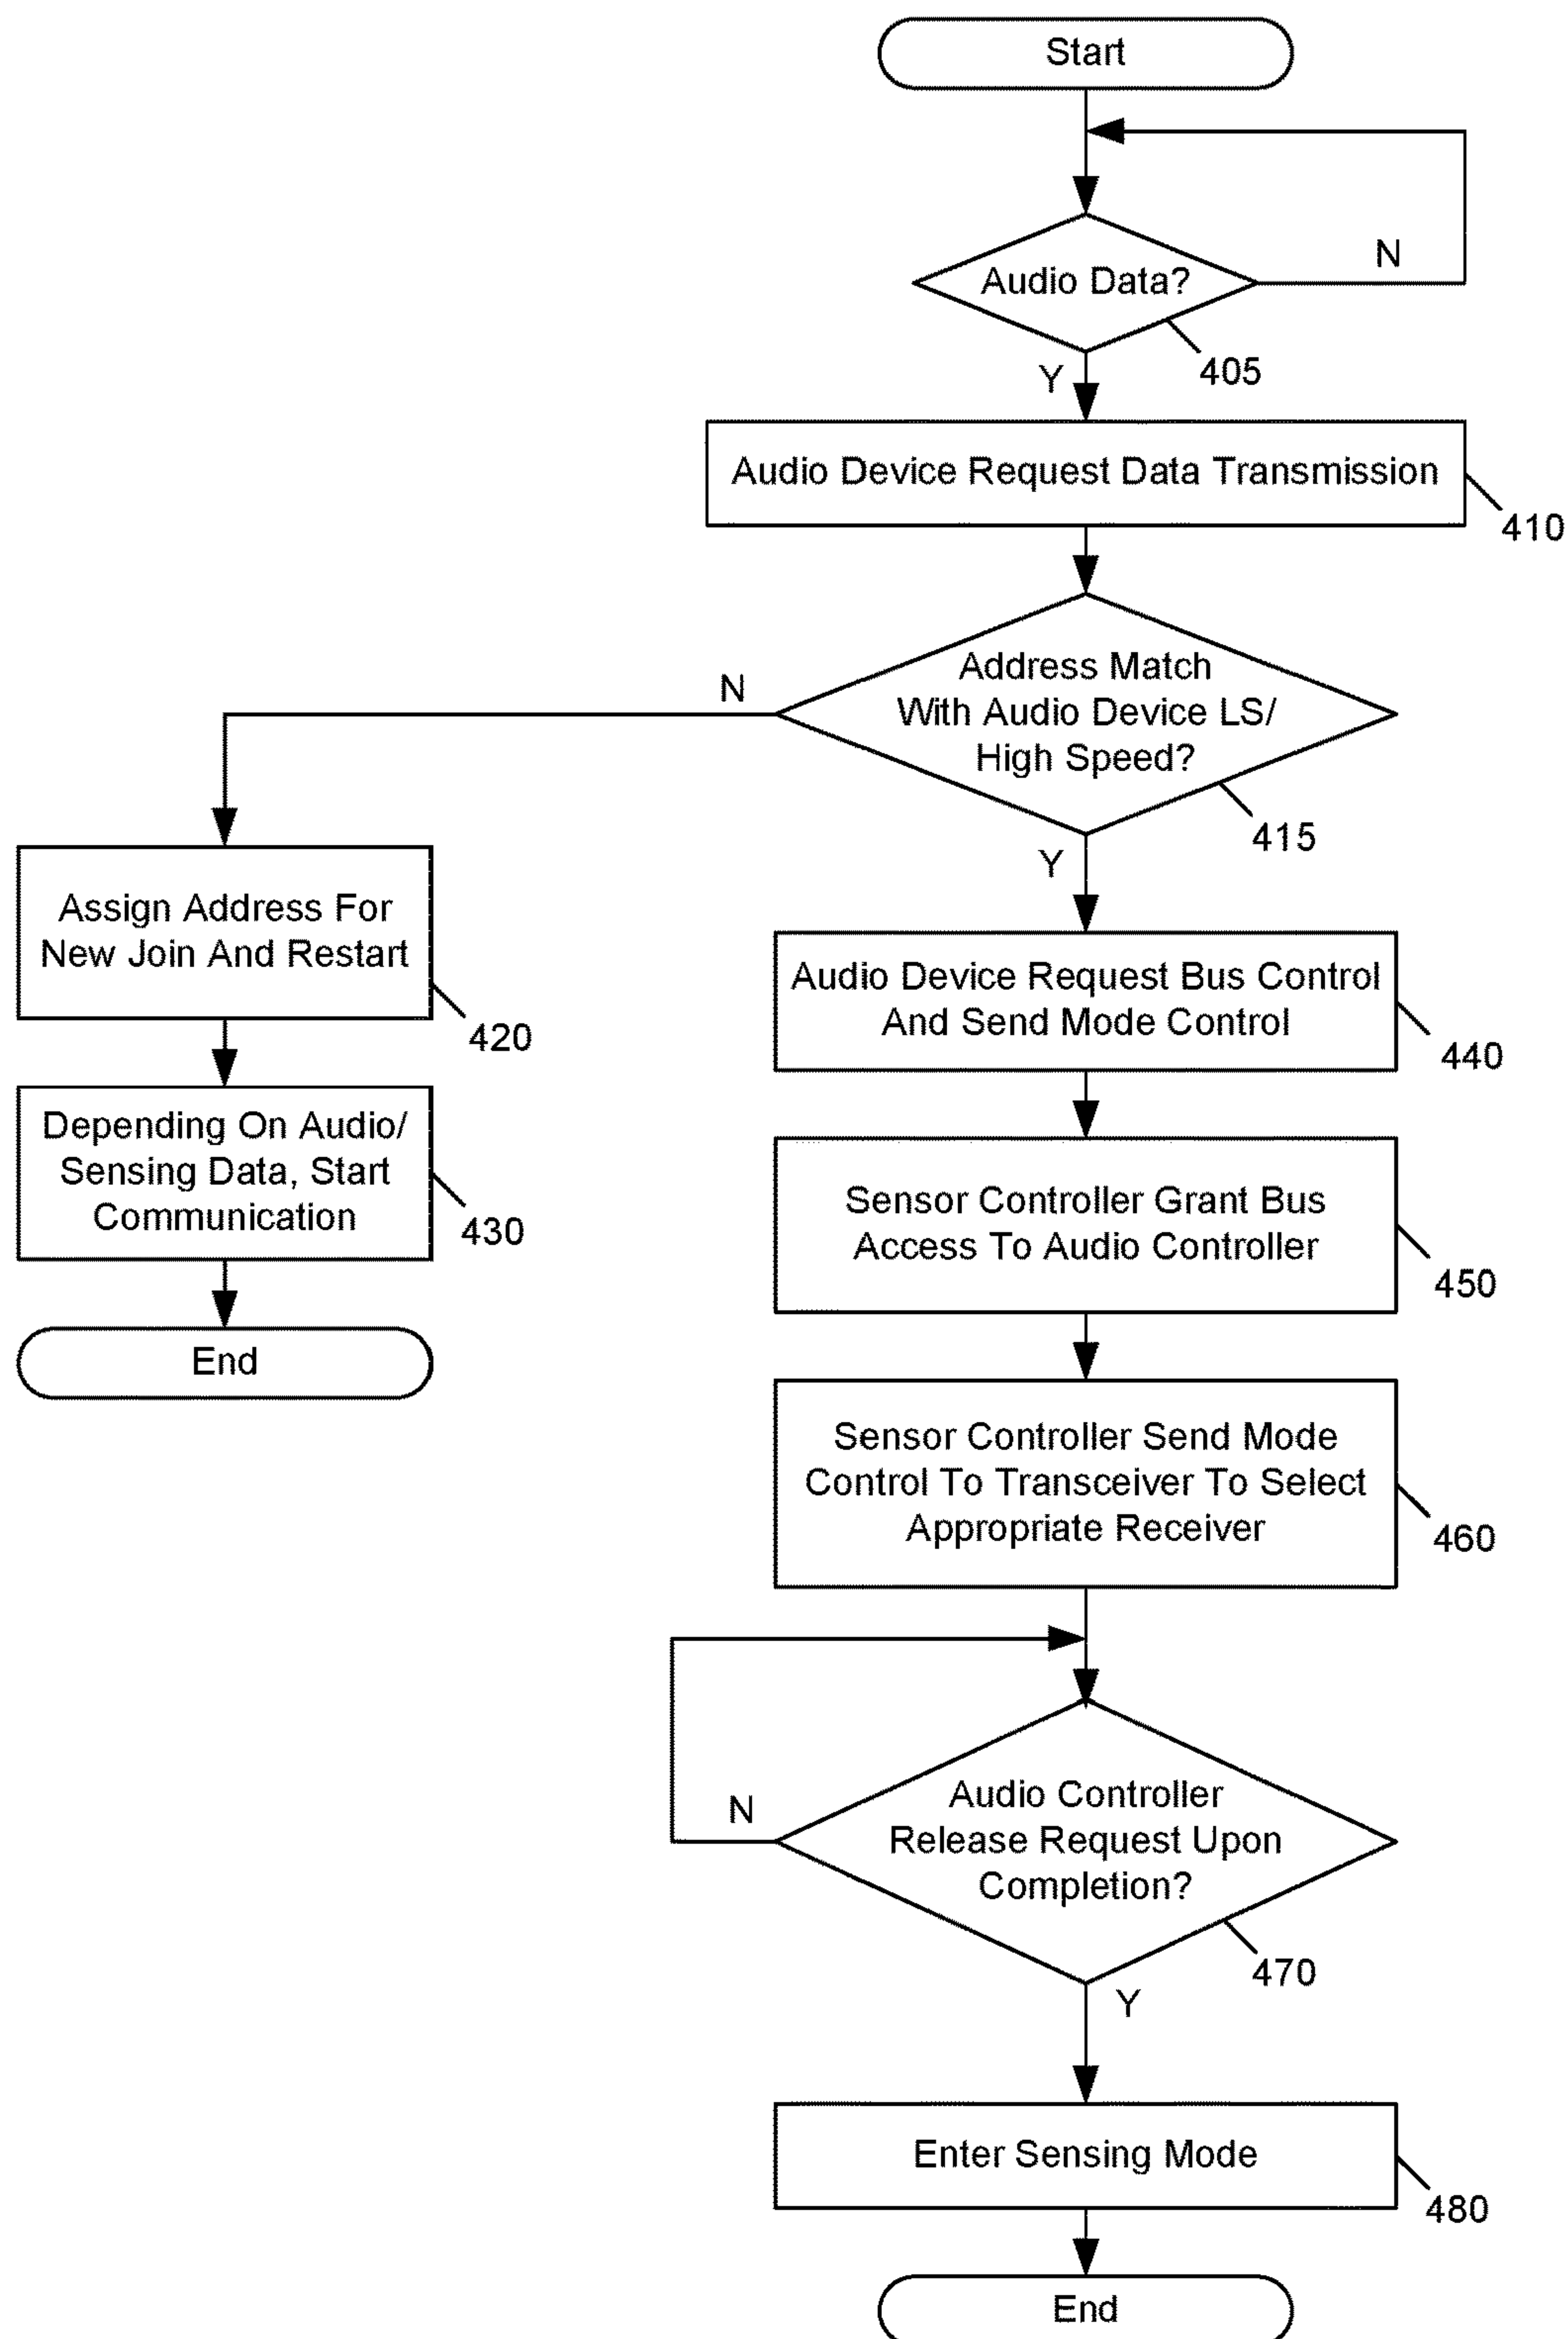 Start
Audio Data?
N
405
Y
Audio Device Request Data Transmission
410
Address Match
With Audio Device LS/
High Speed?
N
415
Y
Assign Address For
New Join And Restart
420
Depending On Audio/
Sensing Data, Start
Communication
430
End
Audio Device Request Bus Control
And Send Mode Control
440
Sensor Controller Grant Bus
Access To Audio Controller
450
Sensor Controller Send Mode
Control To Transceiver To Select
Appropriate Receiver
460
Audio Controller
Release Request Upon
Completion?
N
470
Y
Enter Sensing Mode
480
End